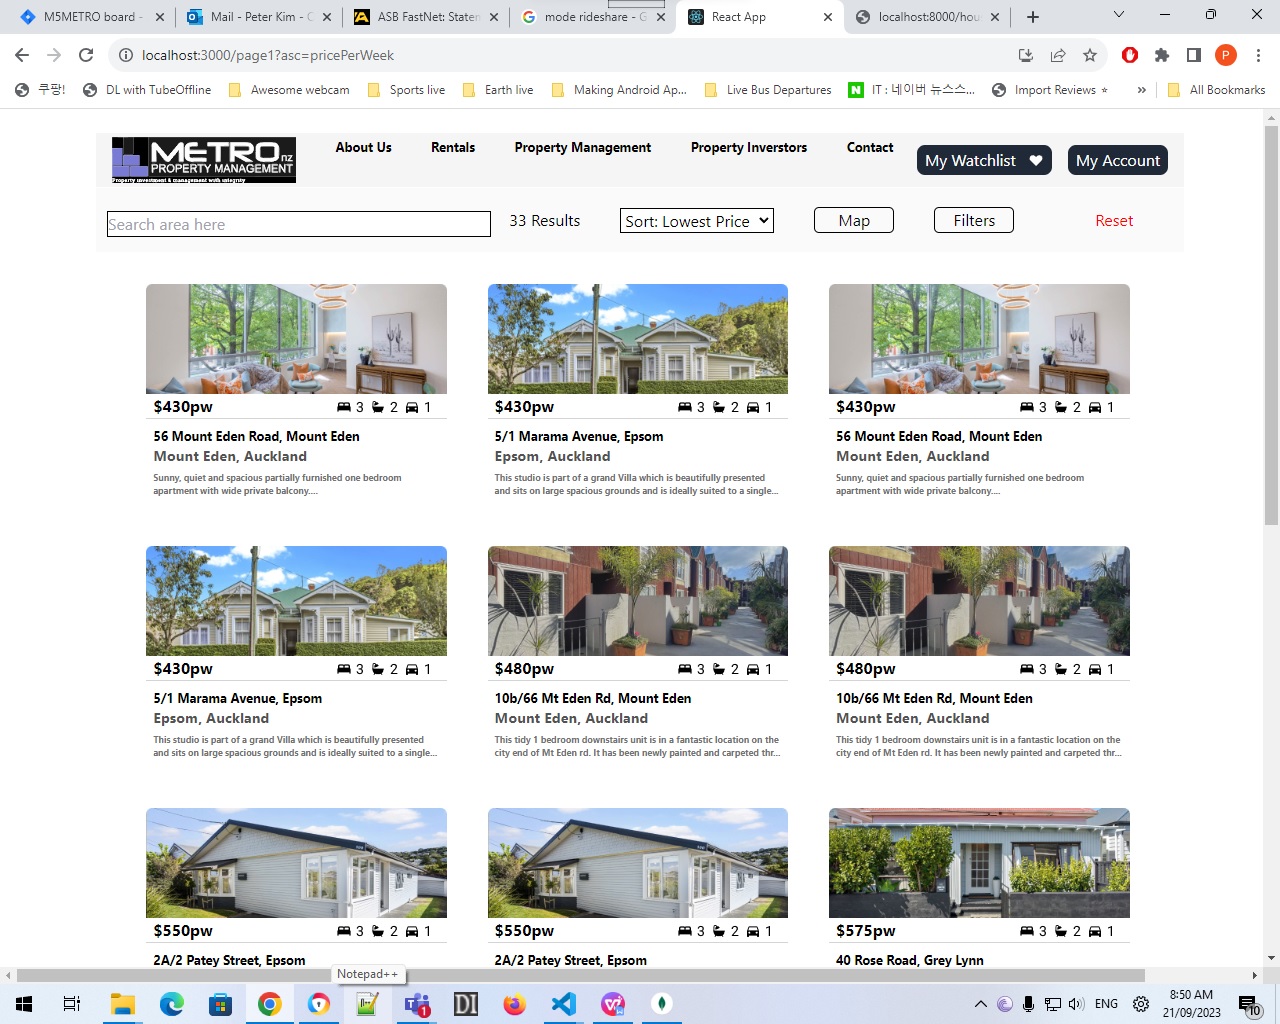 M5METRO board -
Mail - Peter Kim - C
ASB FastNet: Staten
mode rideshare - G
React App
localhost:8000/hou
localhost:3000/page1?asc=pricePerWeek
P
쿠팡!
DL with TubeOffline
Awesome webcam
Sports live
Earth live
Making Android Ap...
Live Bus Departures
IT : 네이버 뉴스스...
Import Reviews ⭐
»
All Bookmarks
METRO nz
PROPERTY MANAGEMENT
Property investment & management with integrity
About Us
Rentals
Property Management
Property Inverstors
Contact
My Watchlist
My Account
Search area here
33 Results
Sort: Lowest Price
Map
Filters
Reset
$430pw 3 2 1
56 Mount Eden Road, Mount Eden
Mount Eden, Auckland
Sunny, quiet and spacious partially furnished one bedroom
apartment with wide private balcony....
$430pw 3 2 1
5/1 Marama Avenue, Epsom
Epsom, Auckland
This studio is part of a grand Villa which is beautifully presented
and sits on large spacious grounds and is ideally suited to a single...
$430pw 3 2 1
56 Mount Eden Road, Mount Eden
Mount Eden, Auckland
Sunny, quiet and spacious partially furnished one bedroom
apartment with wide private balcony....
$430pw 3 2 1
5/1 Marama Avenue, Epsom
Epsom, Auckland
This studio is part of a grand Villa which is beautifully presented
and sits on large spacious grounds and is ideally suited to a single...
$480pw 3 2 1
10b/66 Mt Eden Rd, Mount Eden
Mount Eden, Auckland
This tidy 1 bedroom downstairs unit is in a fantastic location on the
city end of Mt Eden rd. It has been newly painted and carpeted thr...
$480pw 3 2 1
10b/66 Mt Eden Rd, Mount Eden
Mount Eden, Auckland
This tidy 1 bedroom downstairs unit is in a fantastic location on the
city end of Mt Eden rd. It has been newly painted and carpeted thr...
$550pw 3 2 1
2A/2 Patey Street, Epsom
$550pw 3 2 1
2A/2 Patey Street, Epsom
$575pw 3 2 1
40 Rose Road, Grey Lynn
Notepad++
DI
1
ENG
8:50 AM
21/09/2023
10